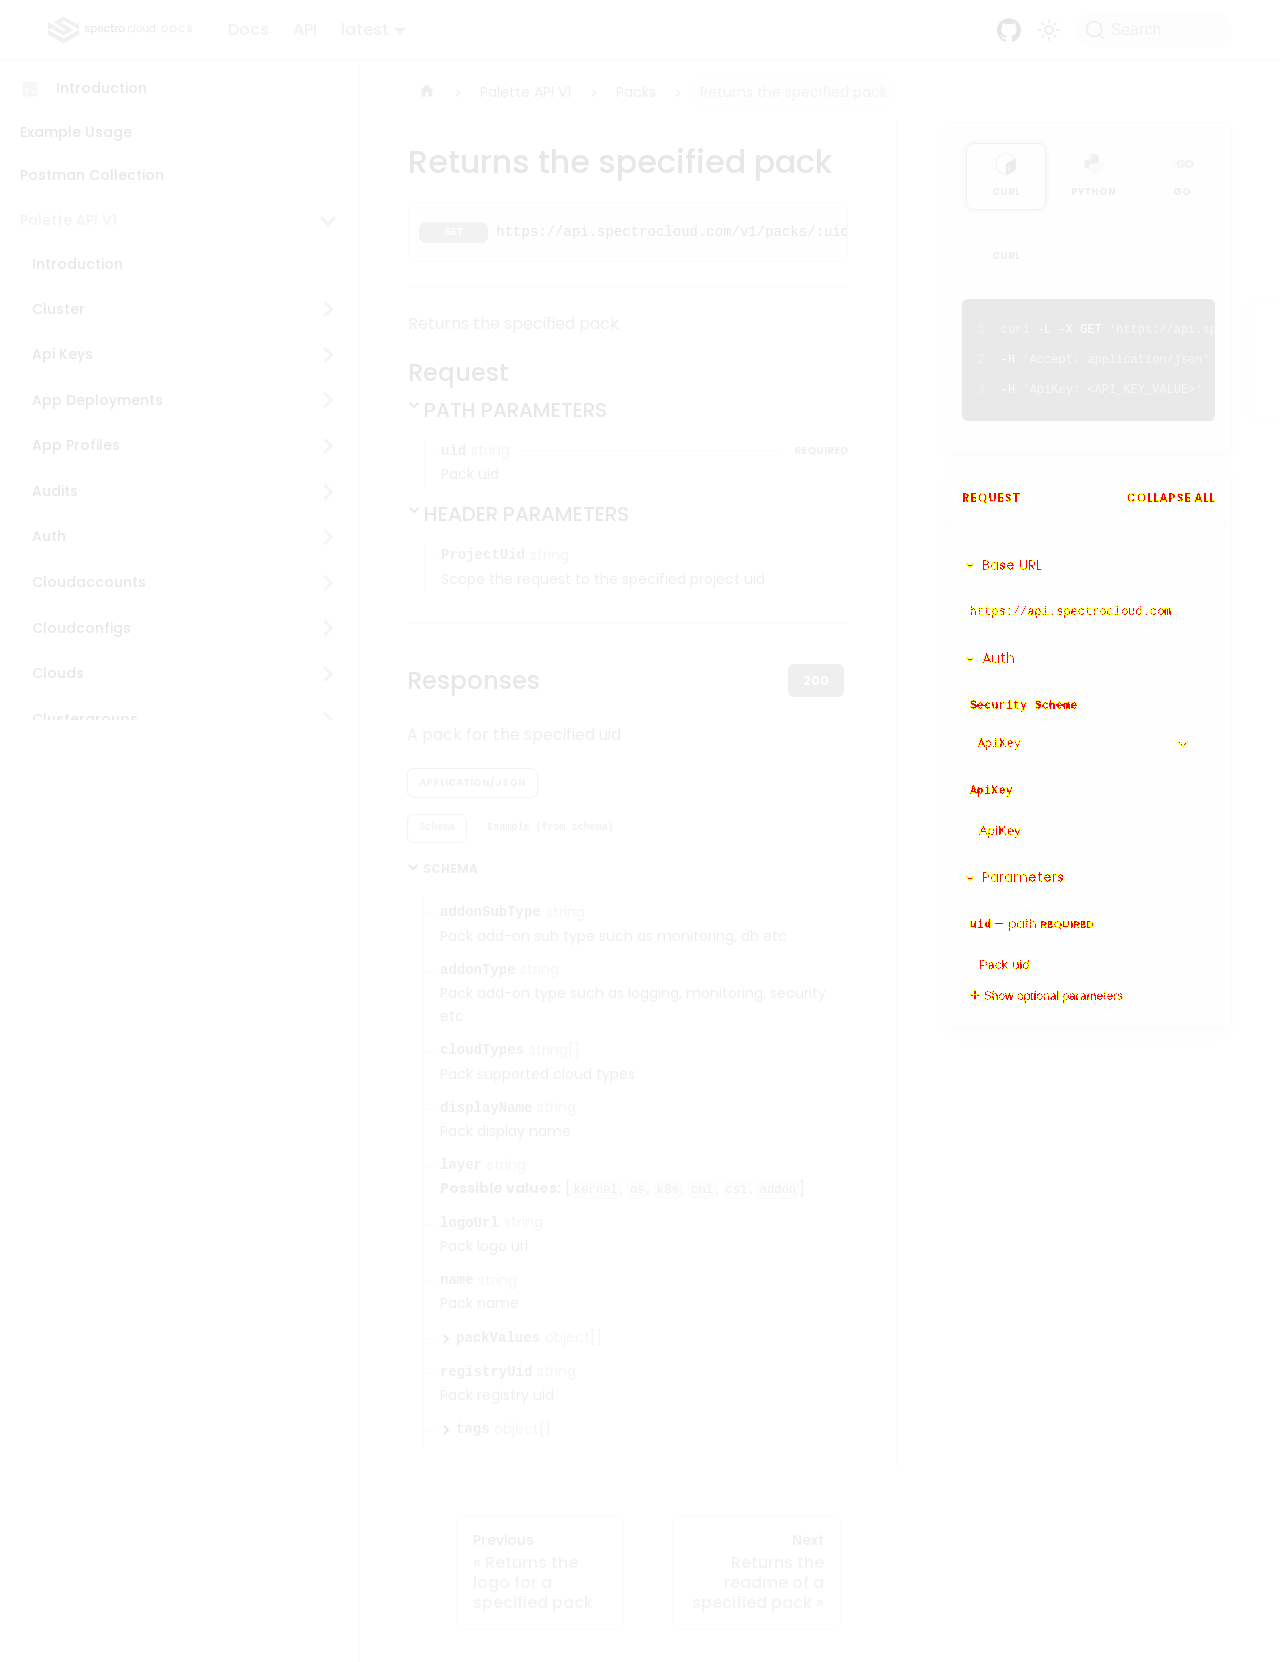 spectro cloud DOCS
Docs
API
latest
Search
Introduction
Example Usage
Postman Collection
Palette API V1
Introduction
Cluster
Api Keys
App Deployments
App Profiles
Audits
Auth
Cloudaccounts
Cloudconfigs
Clouds
Clustergroups
Palette API V1
Packs
Returns the specified pack
Returns the specified pack
GET https://api.spectrocloud.com/v1/packs/:uid
Returns the specified pack
Request
PATH PARAMETERS
uid string REQUIRED
Pack uid
HEADER PARAMETERS
ProjectUid string
Scope the request to the specified project uid
Responses
200
A pack for the specified uid
APPLICATION/JSON
Schema
Example (from schema)
SCHEMA
addonSubType string
Pack add-on sub type such as monitoring, db etc
addonType string
Pack add-on type such as logging, monitoring, security
etc
cloudTypes string[]
Pack supported cloud types
displayName string
Pack display name
layer string
Possible values: [kernel, os, k8s, cni, csi, addon]
logoUrl string
Pack logo url
name string
Pack name
packValues object[]
registryUid string
Pack registry uid
tags object[]
Previous
« Returns the
logo for a
specified pack
Next
Returns the
readme of a
specified pack »
CURL
PYTHON
GO
CURL
1 curl -L -X GET 'https://api.sp
2 -H 'Accept: application/json'
3 -H 'ApiKey: <API_KEY_VALUE>'
REQUEST
COLLAPSE ALL
Base URL
https://api.spectrocloud.com
Auth
Security Scheme
ApiKey
ApiKey
ApiKey
Parameters
uid — path REQUIRED
Pack uid
Show optional parameters